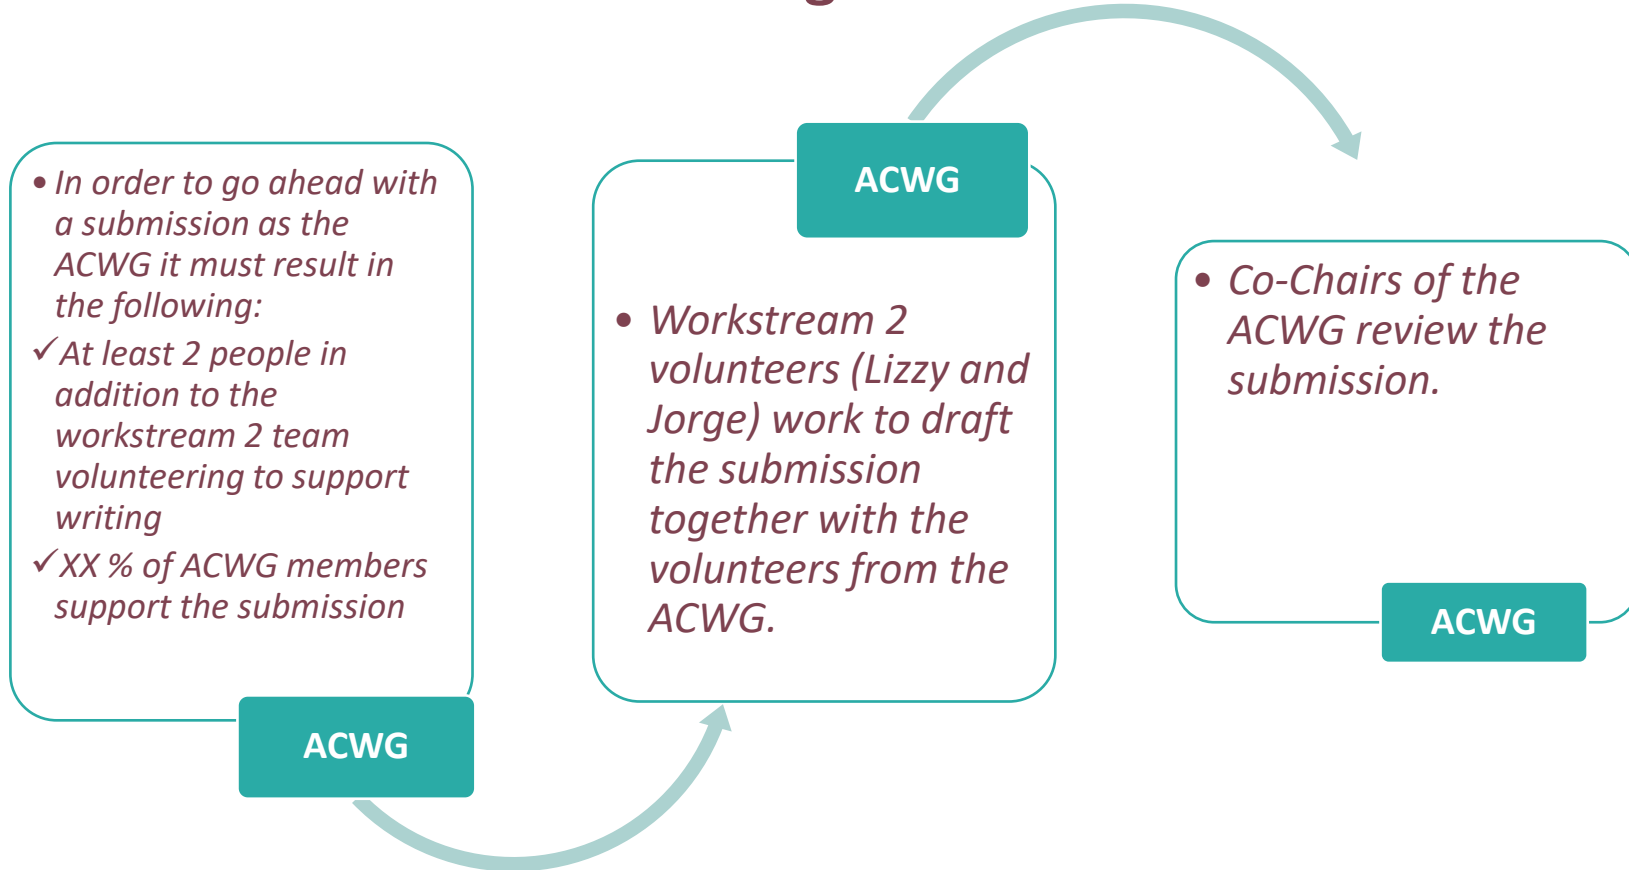 • In order to go ahead with
a submission as the
ACWG it must result in
the following:
✓At least 2 people in
addition to the
workstream 2 team
volunteering to support
writing
✓XX % of ACWG members
support the submission
ACWG
ACWG
• Workstream 2
volunteers (Lizzy and
Jorge) work to draft
the submission
together with the
volunteers from the
ACWG.
• Co-Chairs of the
ACWG review the
submission.
ACWG